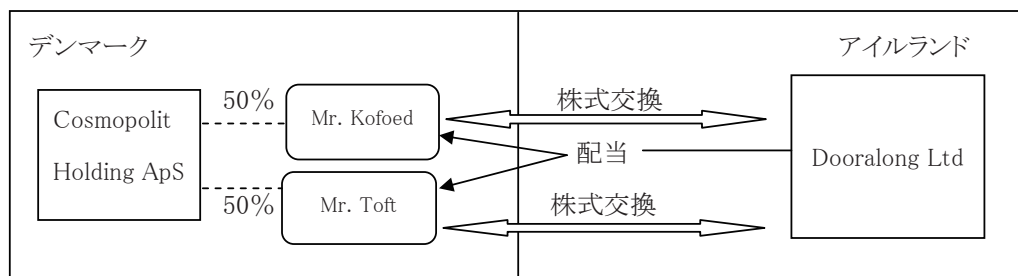 デンマーク
アイルランド
50%
Mr. Kofoed
株式交換
Cosmopolit
Holding ApS
配当
Dooralong Ltd
50%
Mr. Toft
株式交換